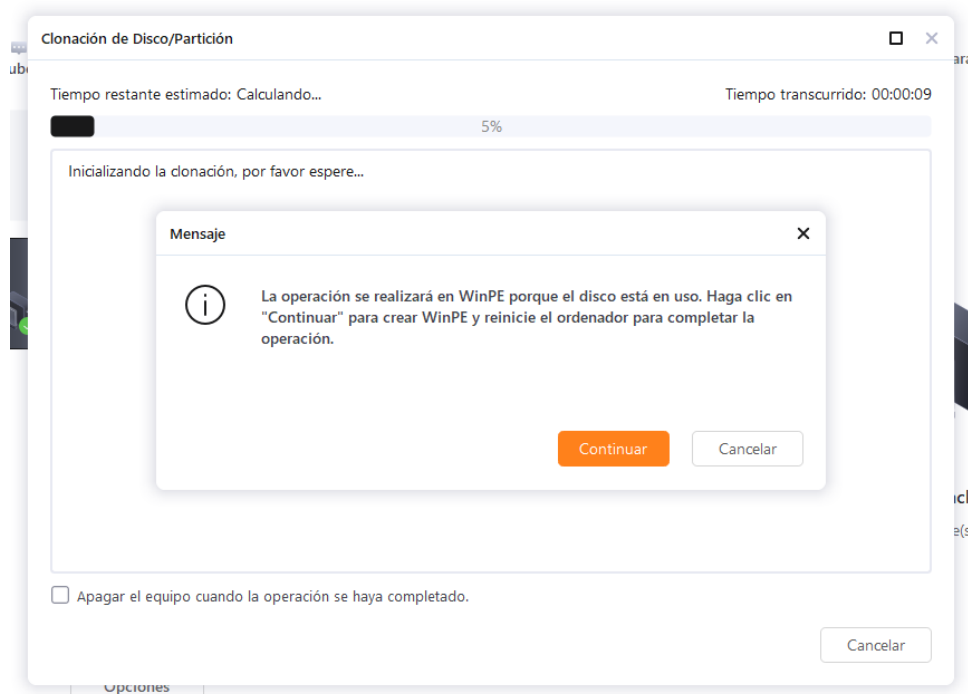 Clonación de Disco/Partición
Tiempo restante estimado: Calculando...
Tiempo transcurrido: 00:00:09
5%
Inicializando la clonación, por favor espere...
Mensaje
La operación se realizará en WinPE porque el disco está en uso. Haga clic en
"Continuar" para crear WinPE y reinicie el ordenador para completar la
operación.
Continuar
Cancelar
Apagar el equipo cuando la operación se haya completado.
Cancelar
Opciones